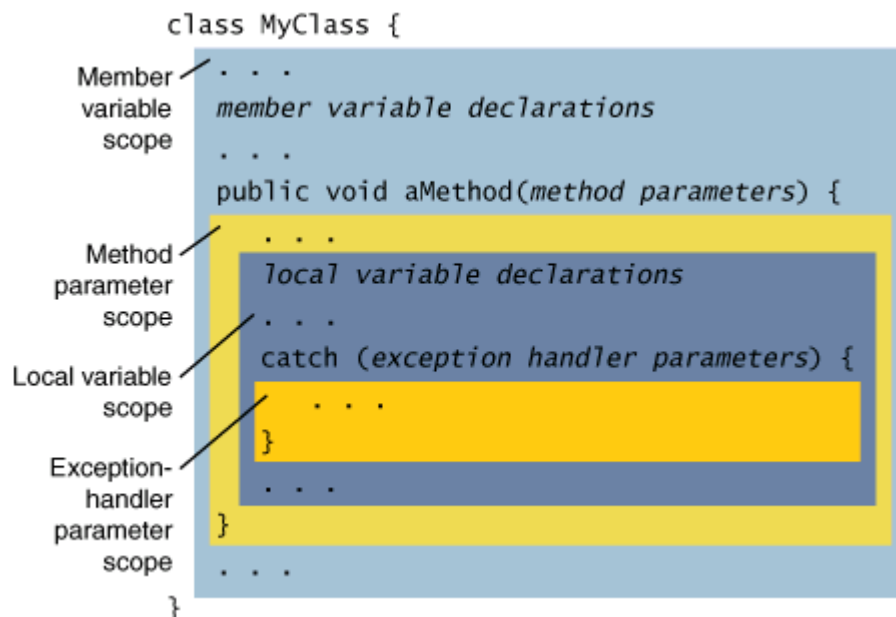 class MyClass {
Member
variable
scope
. . .
member variable declarations
. . .
public void aMethod(method parameters) {
Method
parameter
scope
. . .
local variable declarations
. . .
Local variable
scope
catch (exception handler parameters) {
. . .
}
Exception-
handler
parameter
scope
. . .
}
. . .
}